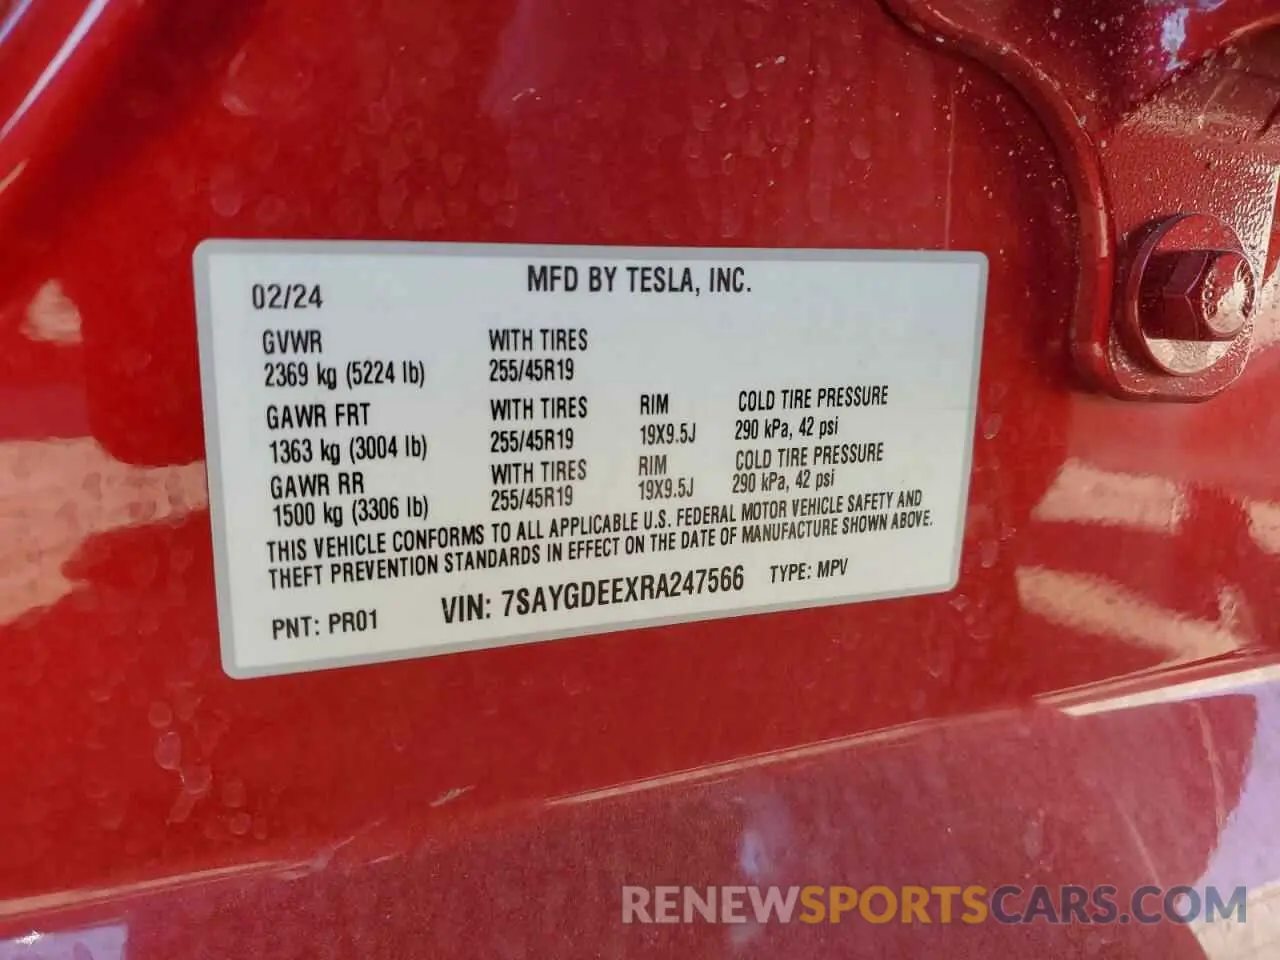 MFD BY TESLA, INC.
02/24
GVWR WITH TIRES
2369 kg (5224 lb) 255/45R19
GAWR FRT WITH TIRES RIM COLD TIRE PRESSURE
1363 kg (3004 lb) 255/45R19 19X9.5J 290 kPa, 42 psi
GAWR RR WITH TIRES RIM COLD TIRE PRESSURE
1500 kg (3306 lb) 255/45R19 19X9.5J 290 kPa, 42 psi
THIS VEHICLE CONFORMS TO ALL APPLICABLE U.S. FEDERAL MOTOR VEHICLE SAFETY AND
THEFT PREVENTION STANDARDS IN EFFECT ON THE DATE OF MANUFACTURE SHOWN ABOVE.
PNT: PR01 VIN: 7SAYGDEEXRA247566 TYPE: MPV
RENEWSPORTSCARS.COM